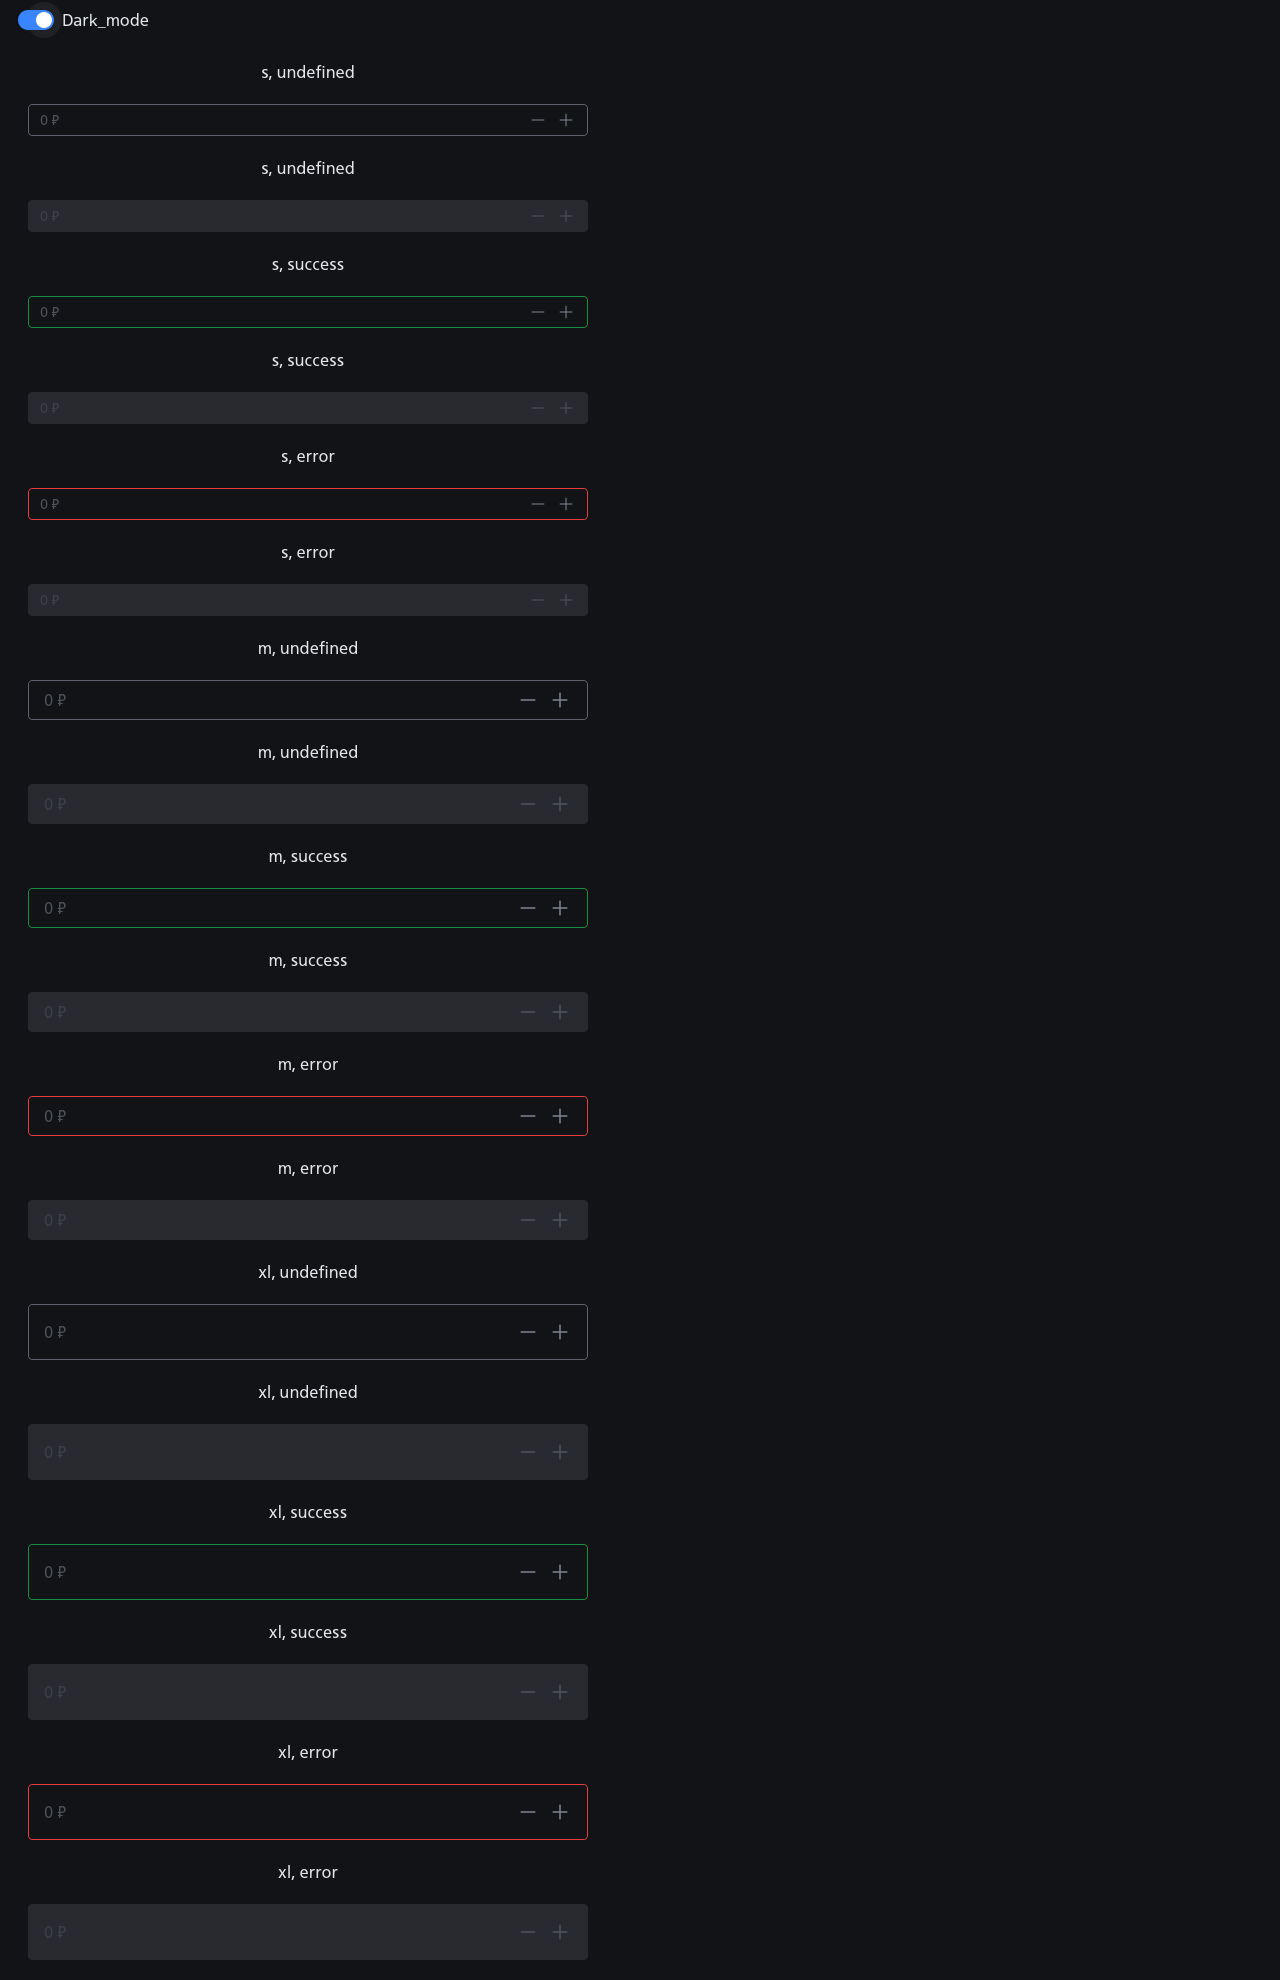 Dark_mode
s, undefined
0 ₽
s, undefined
0 ₽
s, success
0 ₽
s, success
0 ₽
s, error
0 ₽
s, error
0 ₽
m, undefined
0 ₽
m, undefined
0 ₽
m, success
0 ₽
m, success
0 ₽
m, error
0 ₽
m, error
0 ₽
xl, undefined
0 ₽
xl, undefined
0 ₽
xl, success
0 ₽
xl, success
0 ₽
xl, error
0 ₽
xl, error
0 ₽